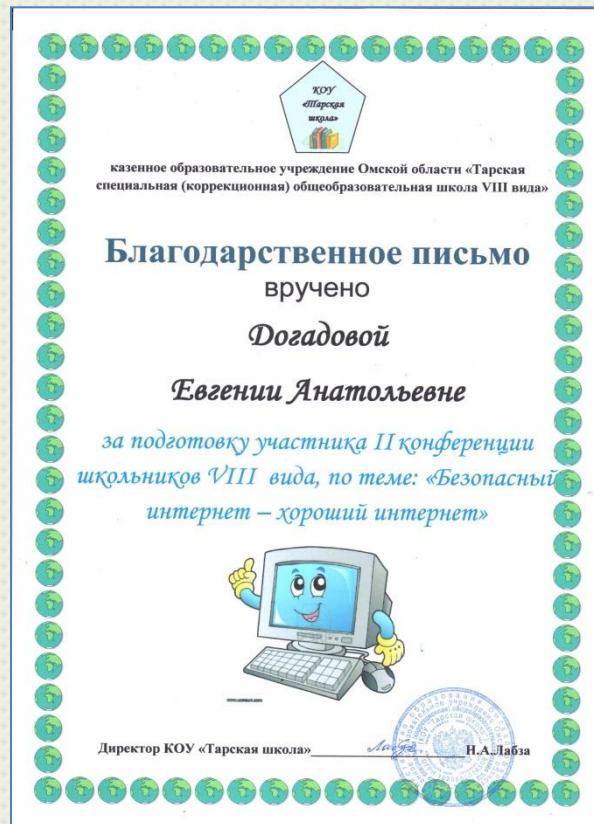 КОУ
«Тарская
школа»
казенное образовательное учреждение Омской области «Тарская
специальная (коррекционная) общеобразовательная школа VIII вида»
Благодарственное письмо
вручено
Догадовой
Евгении Анатольевне
за подготовку участника II конференции
школьников VIII вида, по теме: «Безопасный
интернет – хороший интернет»
Директор КОУ «Тарская школа»____________________Н.А.Лабза